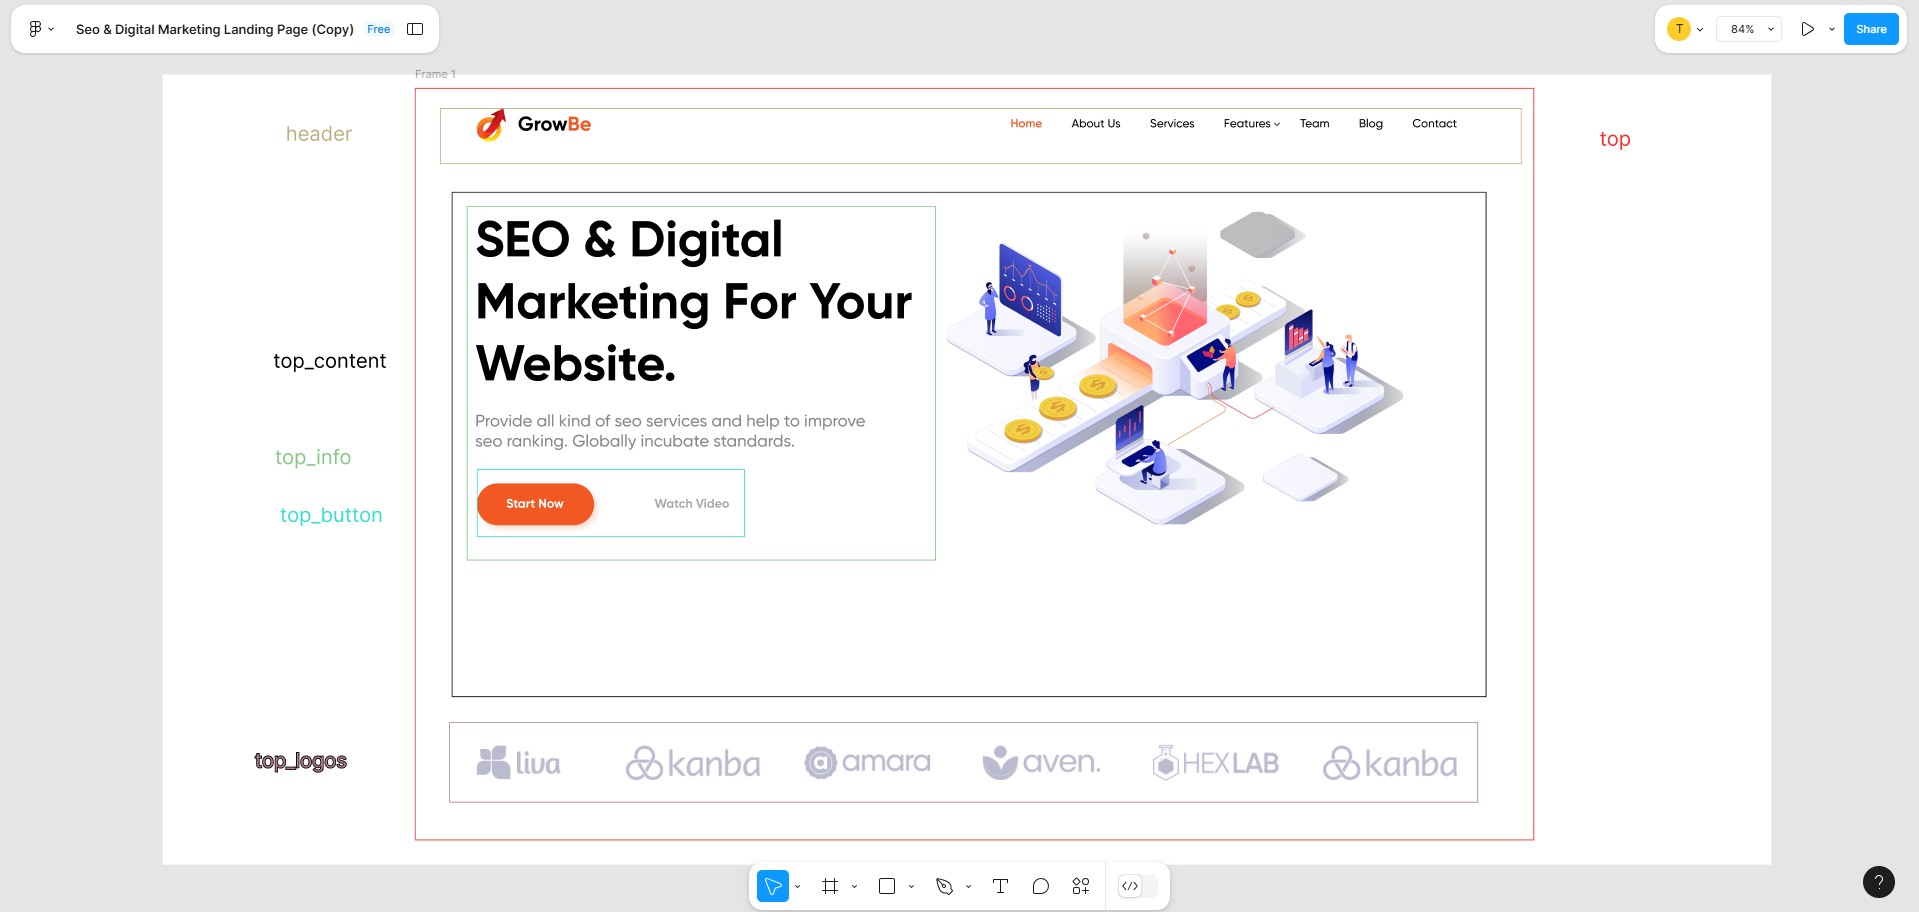 Seo & Digital Marketing Landing Page (Copy) Free
T 84% Share
Frame 1
header
GrowBe
Home About Us Services Features Team Blog Contact
top
SEO & Digital
Marketing For Your
Website.
top_content
Provide all kind of seo services and help to improve
seo ranking. Globally incubate standards.
top_info
Start Now Watch Video
top_button
top_logos
liva kanba amara aven. HEXLAB kanba
?